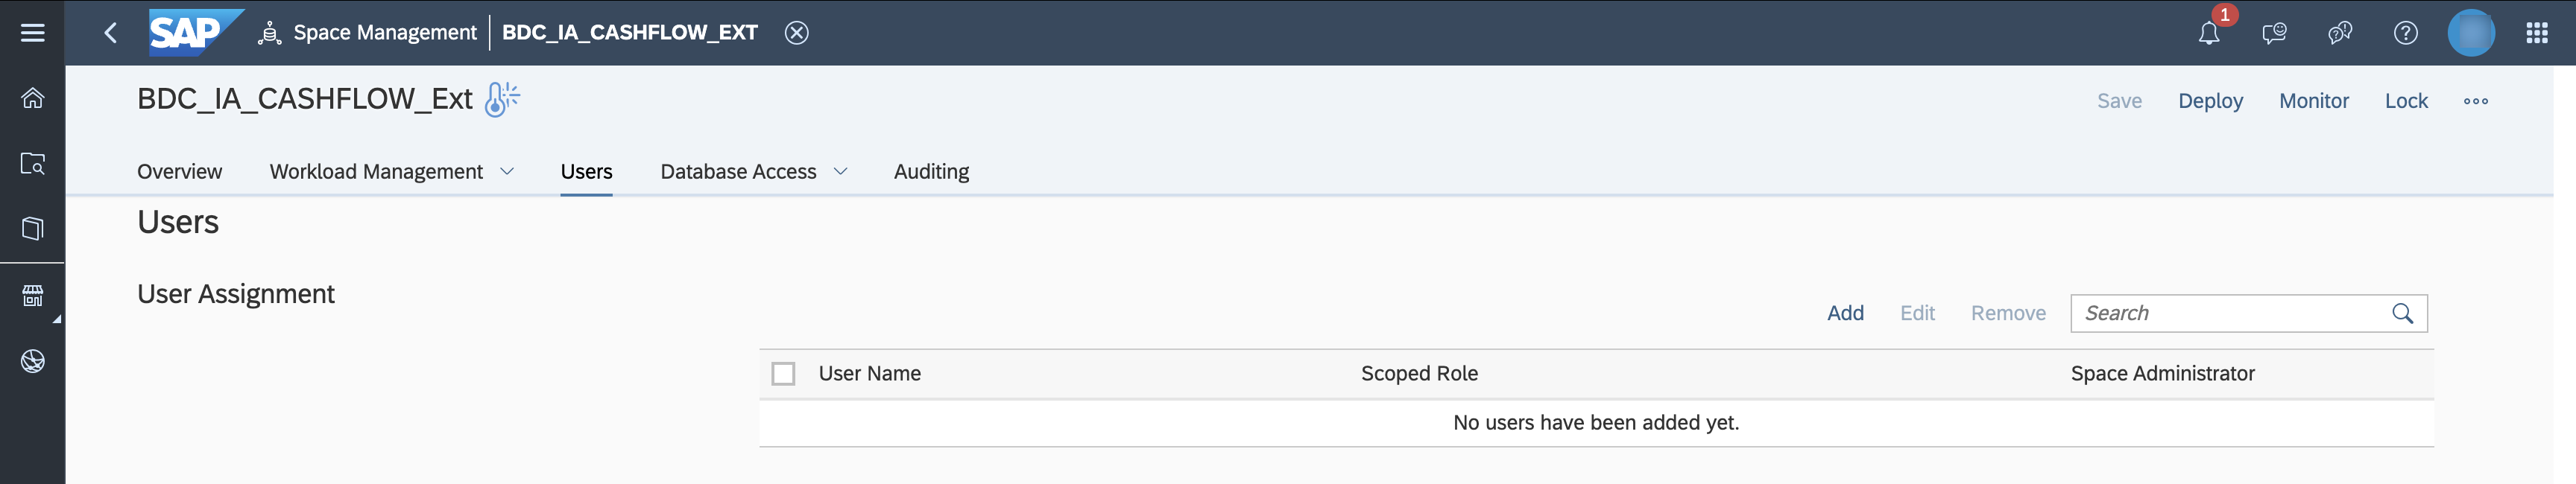 SAP Space Management BDC_IA_CASHFLOW_EXT 1
BDC_IA_CASHFLOW_Ext Save Deploy Monitor Lock
Overview Workload Management Users Database Access Auditing
Users
User Assignment
Add Edit Remove Search
User Name Scoped Role Space Administrator
No users have been added yet.